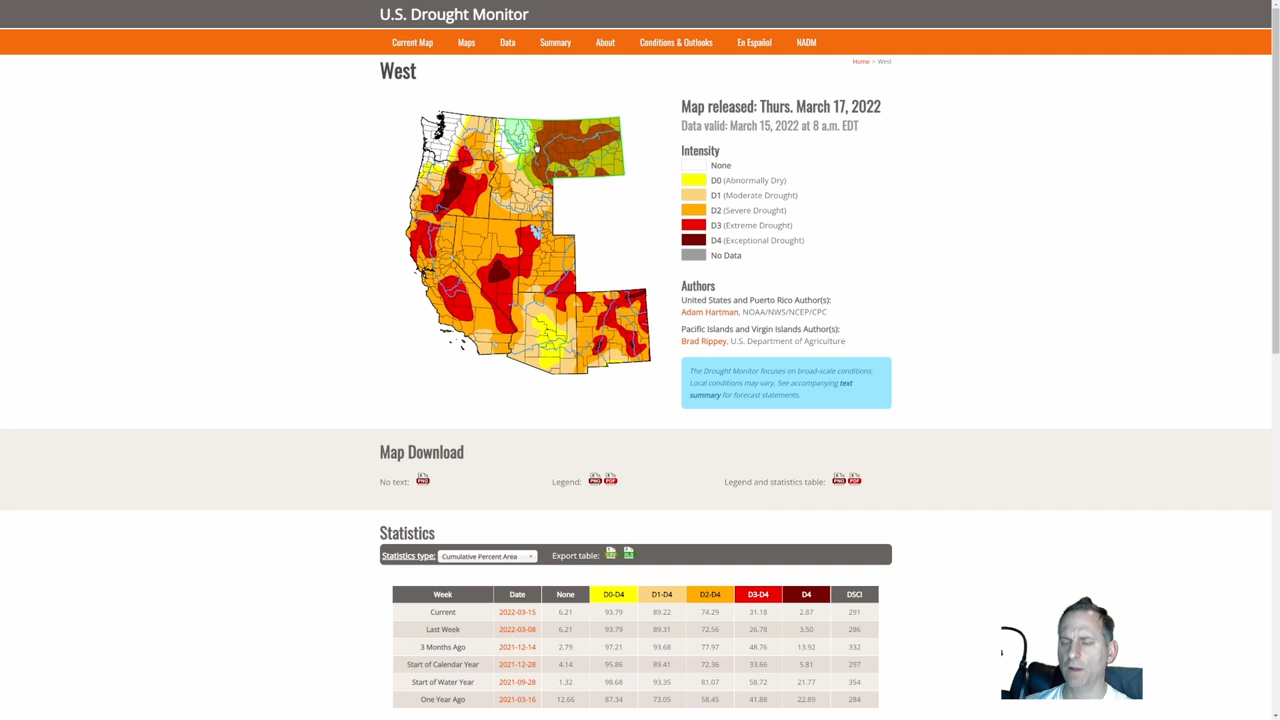 U.S. Drought Monitor
Current Map Maps Data Summary About Conditions & Outlooks En Español NADM
Home > West
West
Map released: Thurs. March 17, 2022
Data valid: March 15, 2022 at 8 a.m. EDT
Intensity
None
D0 (Abnormally Dry)
D1 (Moderate Drought)
D2 (Severe Drought)
D3 (Extreme Drought)
D4 (Exceptional Drought)
No Data
Authors
United States and Puerto Rico Author(s):
Adam Hartman, NOAA/NWS/NCEP/CPC
Pacific Islands and Virgin Islands Author(s):
Brad Rippey, U.S. Department of Agriculture
The Drought Monitor focuses on broad-scale conditions.
Local conditions may vary. See accompanying text
summary for forecast statements.
Map Download
No text: PNG Legend: PNG PDF Legend and statistics table: PNG PDF
Statistics
Statistics type: Cumulative Percent Area Export table: CSV XLS
Week Date None D0-D4 D1-D4 D2-D4 D3-D4 D4 DSCI
Current 2022-03-15 6.21 93.79 89.22 74.29 31.18 2.87 291
Last Week 2022-03-08 6.21 93.79 89.31 72.56 26.78 3.50 286
3 Months Ago 2021-12-14 2.79 97.21 93.68 77.97 48.76 13.92 332
Start of Calendar Year 2021-12-28 4.14 95.86 89.41 72.36 33.66 5.81 297
Start of Water Year 2021-09-28 1.32 98.68 93.35 81.07 58.72 21.77 354
One Year Ago 2021-03-16 12.66 87.34 73.05 58.45 41.88 22.89 284